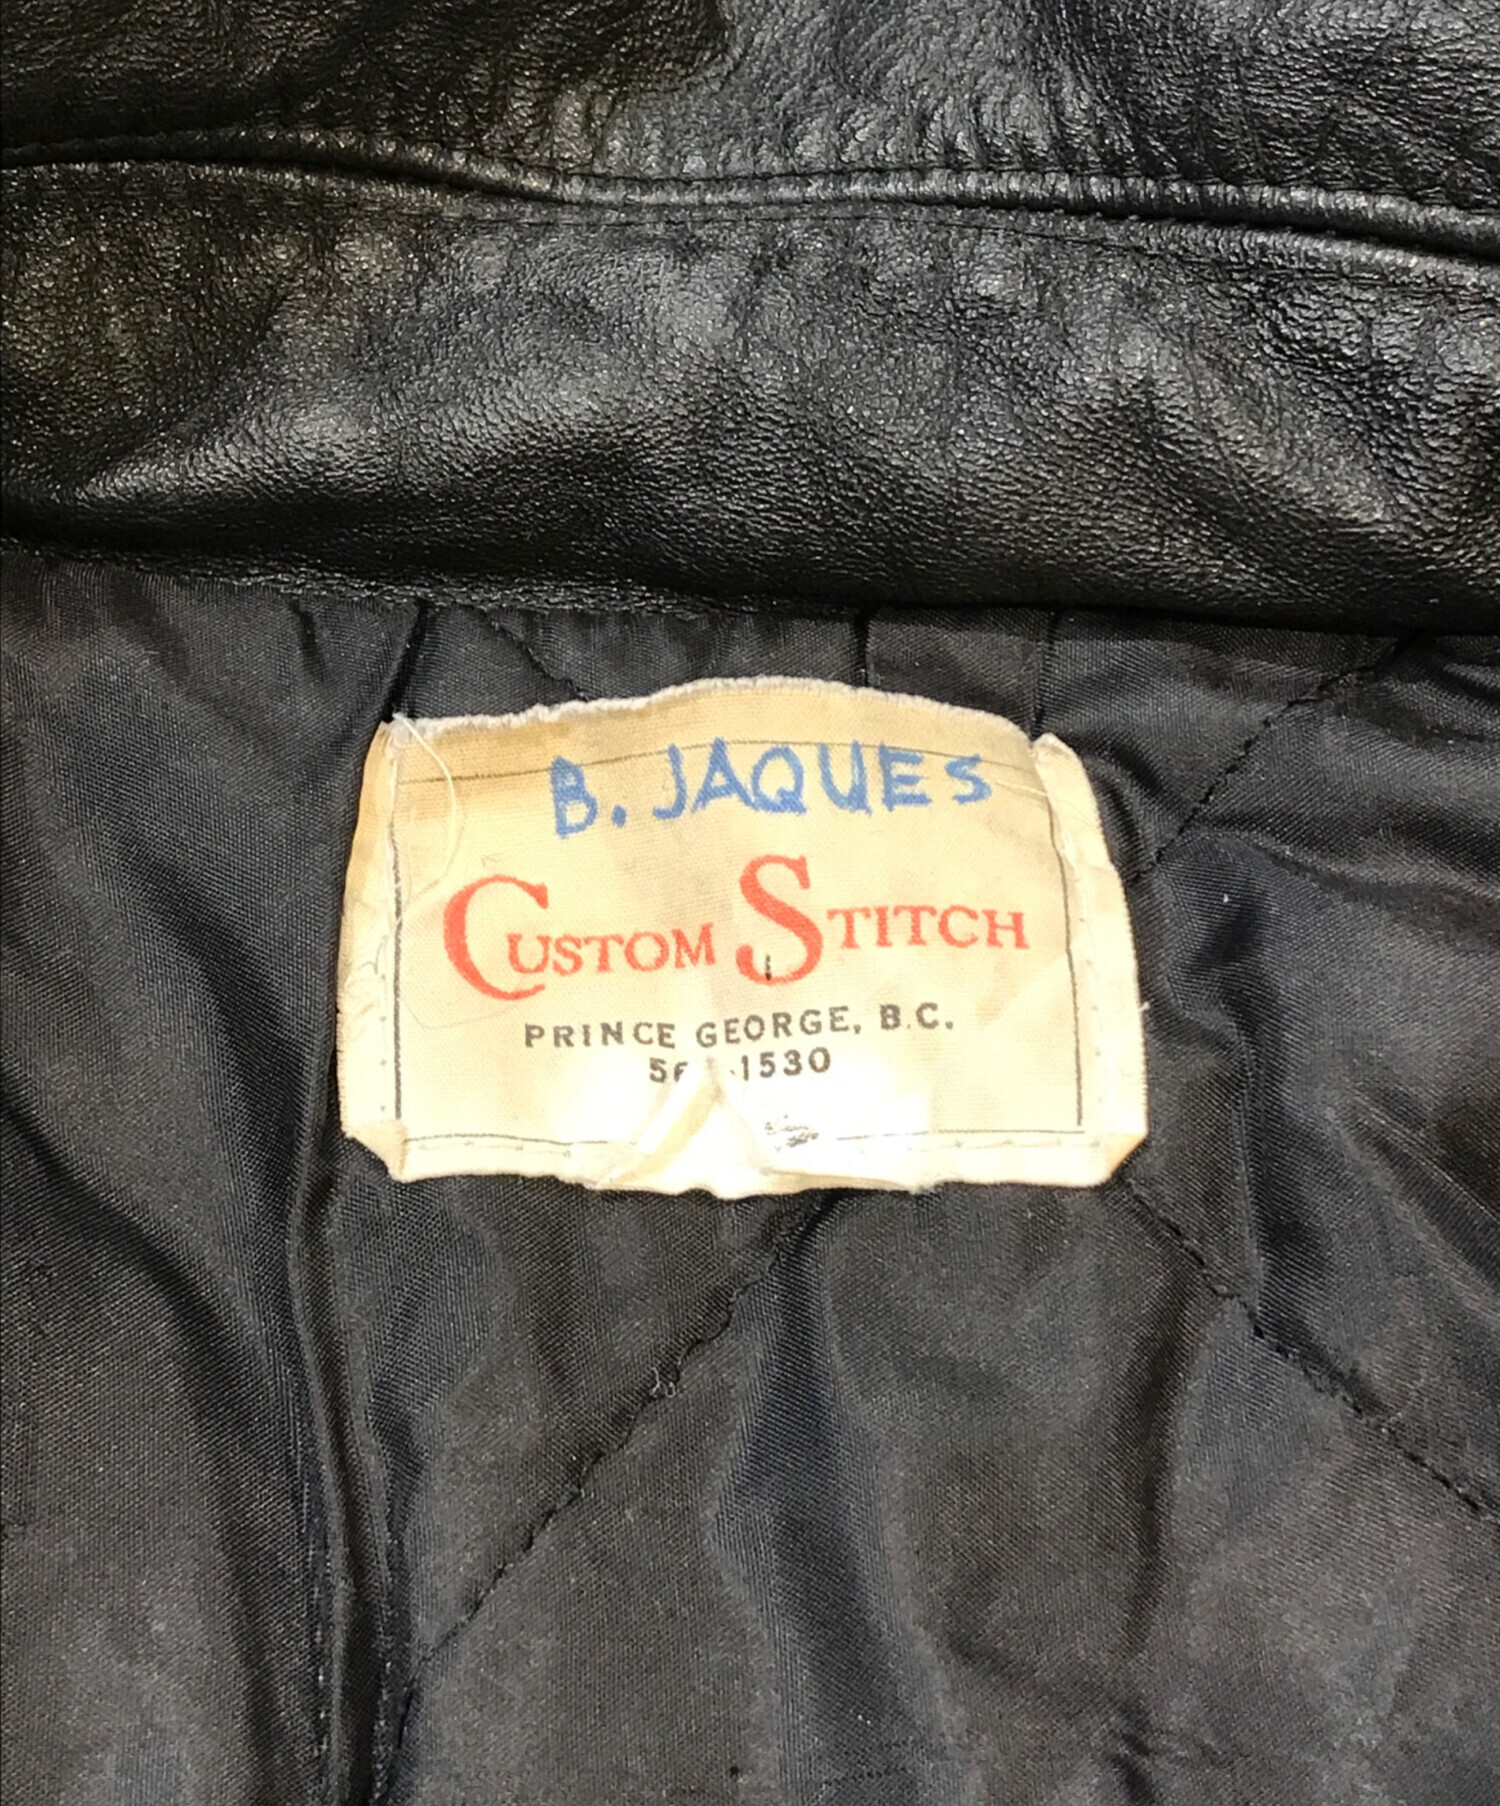 B. JAQUES
CUSTOM STITCH
PRINCE GEORGE, B.C.